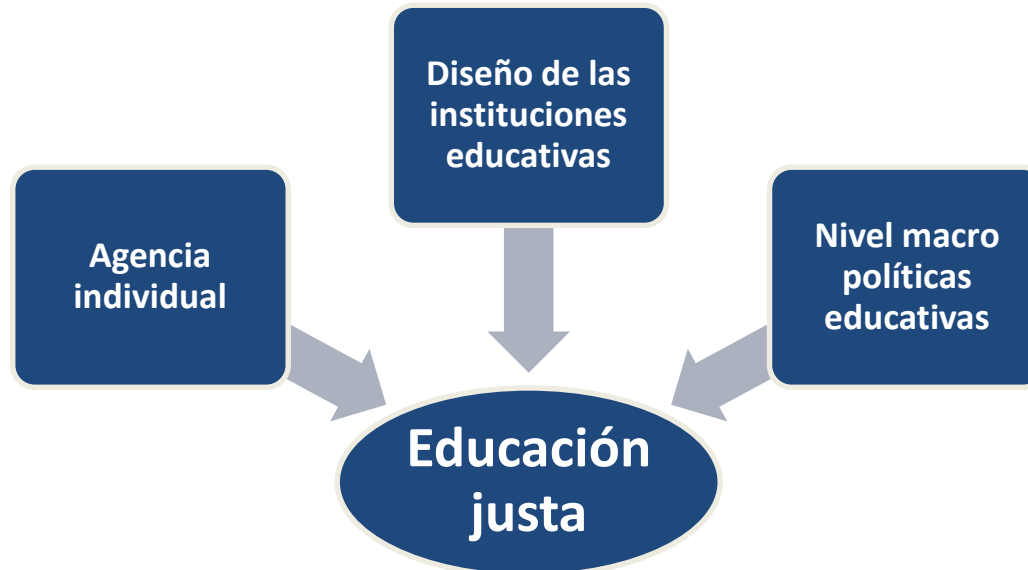 Diseño de las
instituciones
educativas
Agencia
individual
Nivel macro
políticas
educativas
Educación
justa